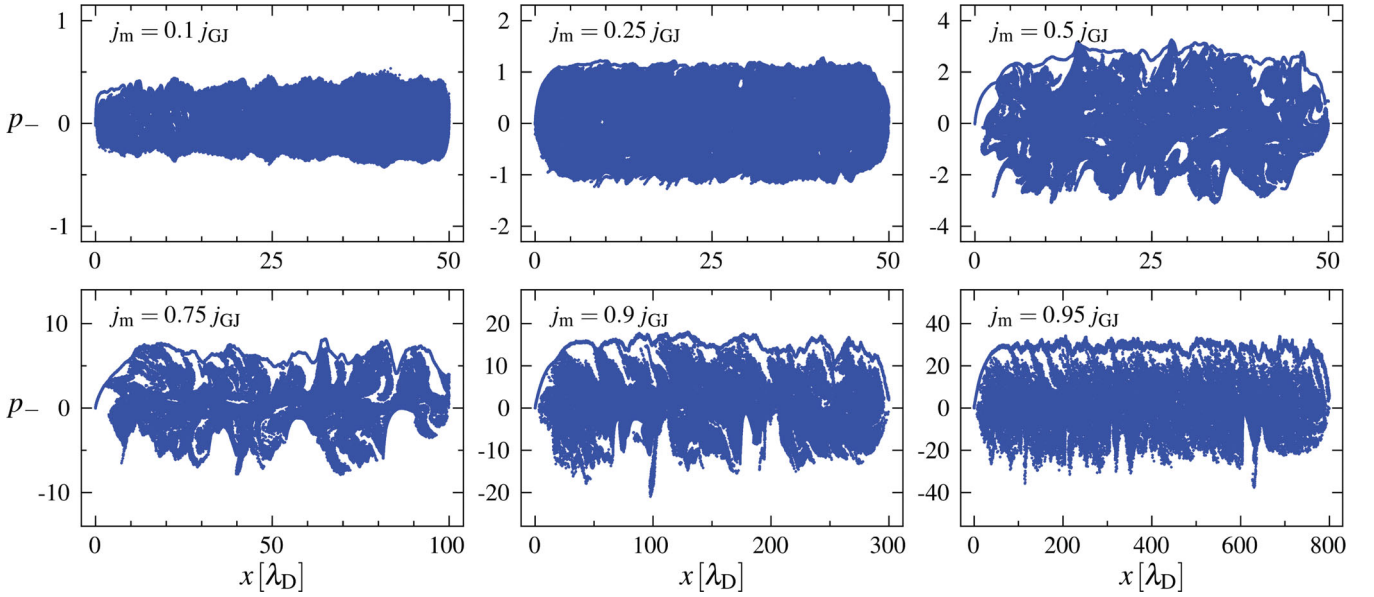 j_m = 0.1 j_GJ
1
0
-1
p_−
0 25 50
j_m = 0.25 j_GJ
2
1
0
-1
-2
0 25 50
j_m = 0.5 j_GJ
4
2
0
-2
-4
0 25 50
j_m = 0.75 j_GJ
10
0
-10
p_−
0 50 100
x [λ_D]
j_m = 0.9 j_GJ
20
10
0
-10
-20
0 100 200 300
x [λ_D]
j_m = 0.95 j_GJ
40
20
0
-20
-40
0 200 400 600 800
x [λ_D]